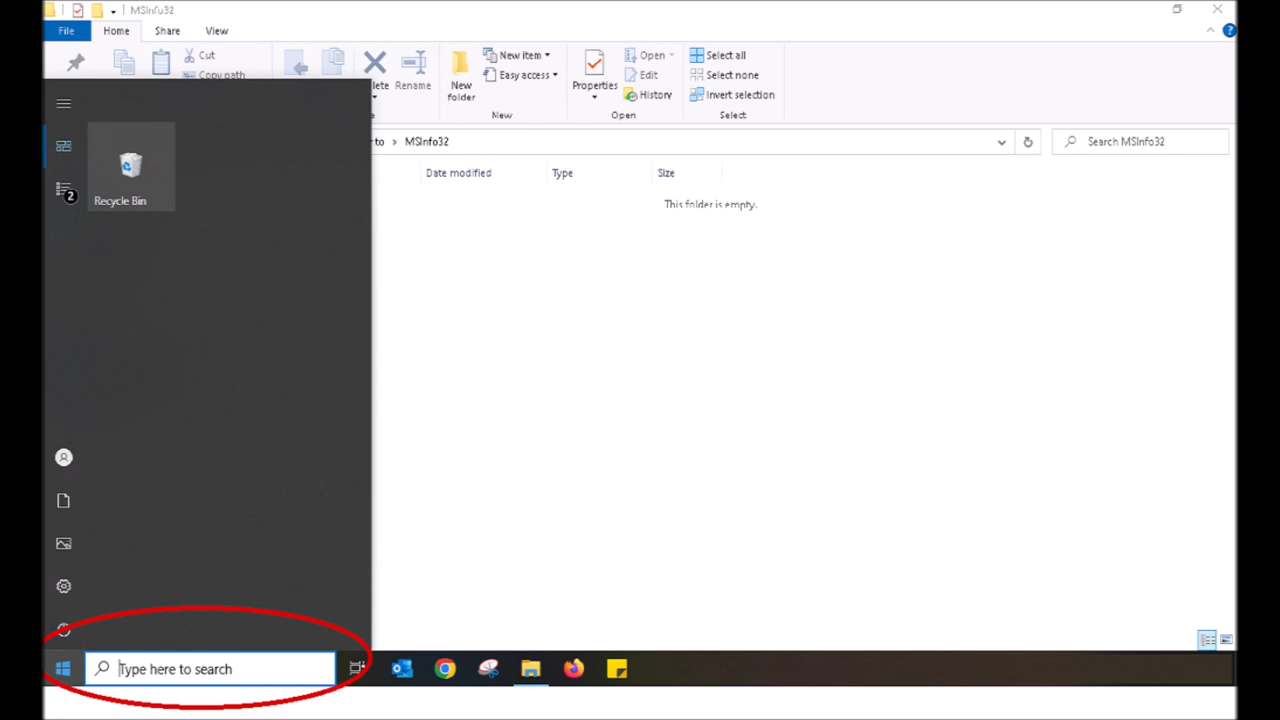 MSInfo32
File Home Share View
Cut
Copy path
Rename
New folder
New item
Easy access
Properties
Open
Edit
History
Select all
Select none
Invert selection
New
Open
Select
to > MSInfo32
Search MSInfo32
Date modified Type Size
This folder is empty.
2
Recycle Bin
Type here to search